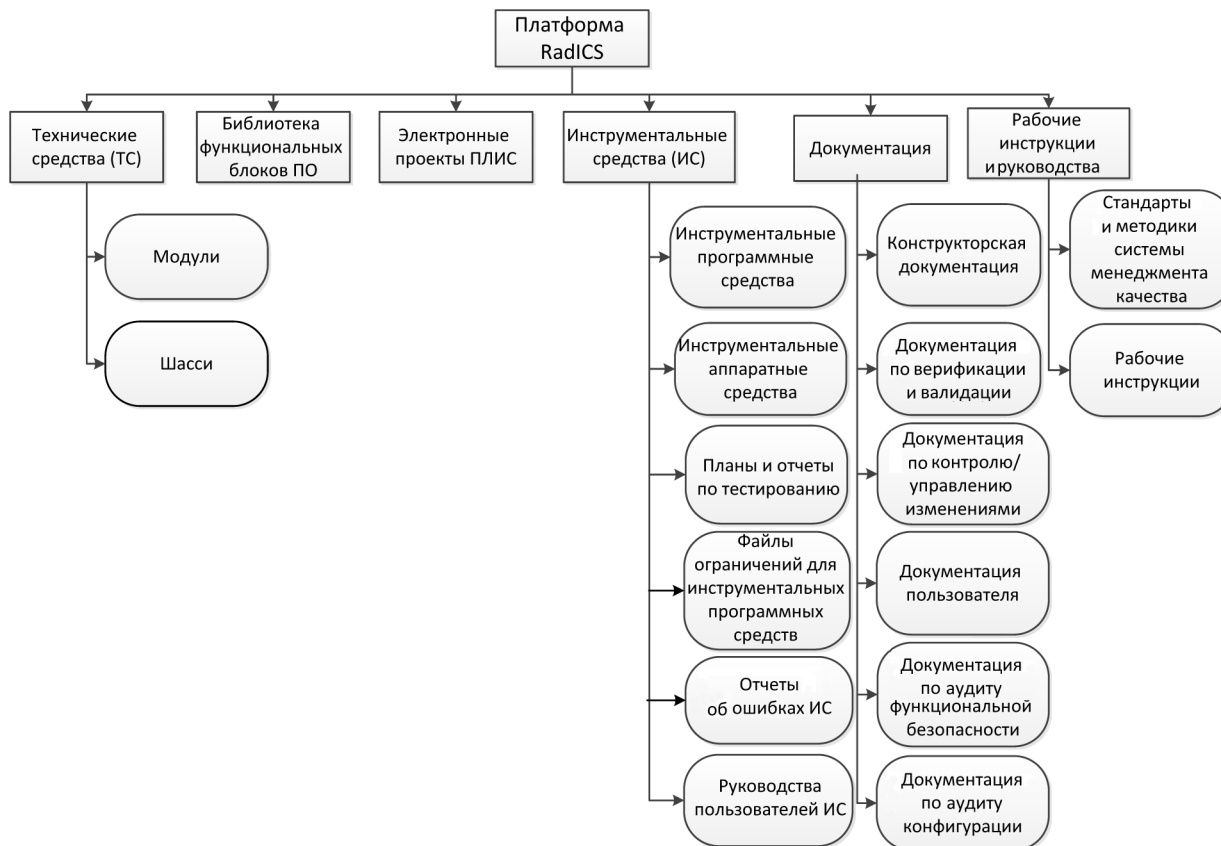 Платформа
RadICS
Технические
средства (ТС)
Библиотека
функциональных
блоков ПО
Электронные
проекты ПЛИС
Инструментальные
средства (ИС)
Документация
Рабочие
инструкции
и руководства
Модули
Шасси
Инструментальные
программные
средства
Инструментальные
аппаратные
средства
Планы и отчеты
по тестированию
Файлы
ограничений для
инструментальных
программных
средств
Отчеты
об ошибках ИС
Руководства
пользователей ИС
Конструкторская
документация
Документация
по верификации
и валидации
Документация
по контролю/
управлению
изменениями
Документация
пользователя
Документация
по аудиту
функциональной
безопасности
Документация
по аудиту
конфигурации
Стандарты
и методики
системы
менеджмента
качества
Рабочие
инструкции